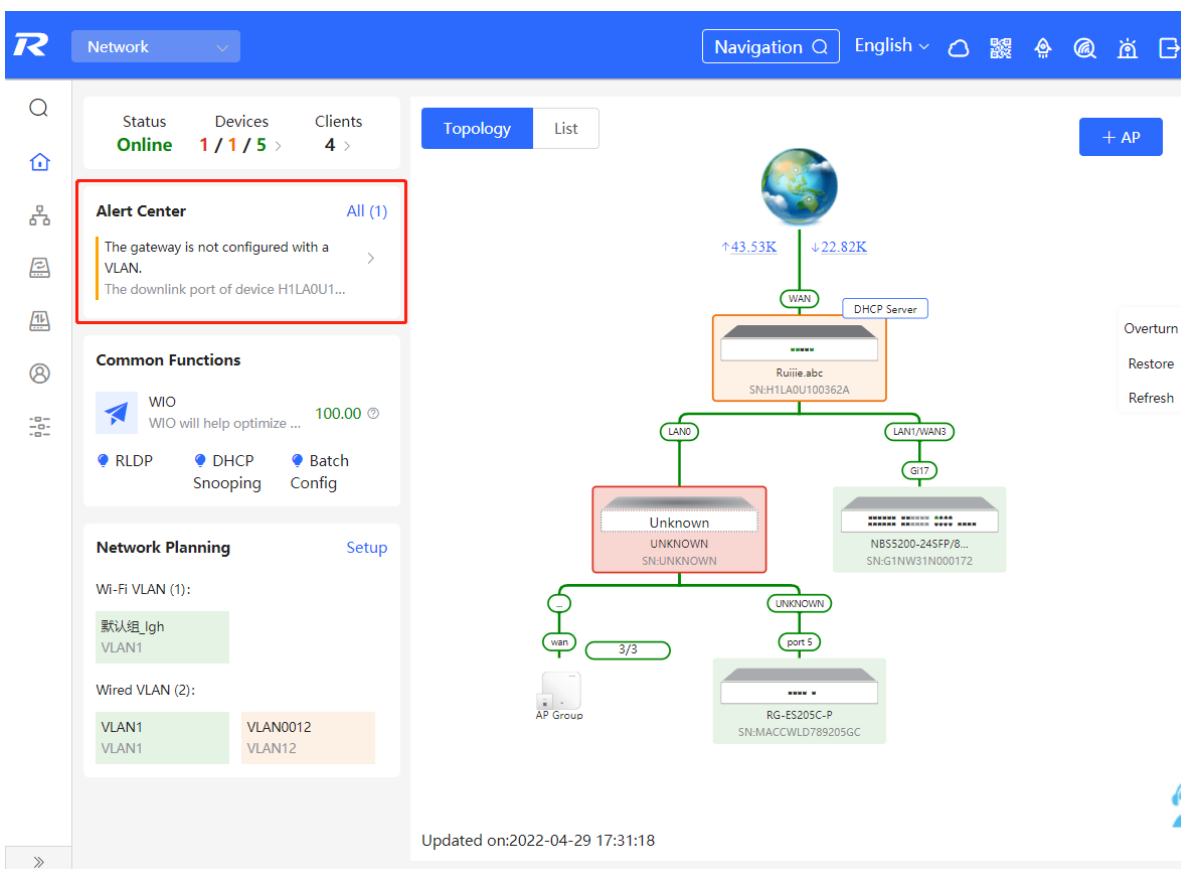 Network
Navigation
English
Status Devices Clients
Online 1 / 1 / 5 > 4 >
Alert Center All (1)
The gateway is not configured with a
VLAN.
The downlink port of device H1LA0U1...
Common Functions
WIO
WIO will help optimize ... 100.00
RLDP DHCP Snooping Batch Config
Network Planning Setup
Wi-Fi VLAN (1):
默认组_lgh
VLAN1
Wired VLAN (2):
VLAN1 VLAN0012
VLAN1 VLAN12
Topology List
+ AP
↑43.53K ↓22.82K
WAN
DHCP Server
Ruijie.abc
SN:H1LA0U100362A
LAN0 LAN1/WAN3
Gi17
Unknown
UNKNOWN
SN:UNKNOWN
NBS5200-24SFP/8...
SN:G1NW31N000172
_ UNKNOWN
wan 3/3 port 5
AP Group
RG-ES205C-P
SN:MACCWLD789205GC
Overturn
Restore
Refresh
Updated on:2022-04-29 17:31:18